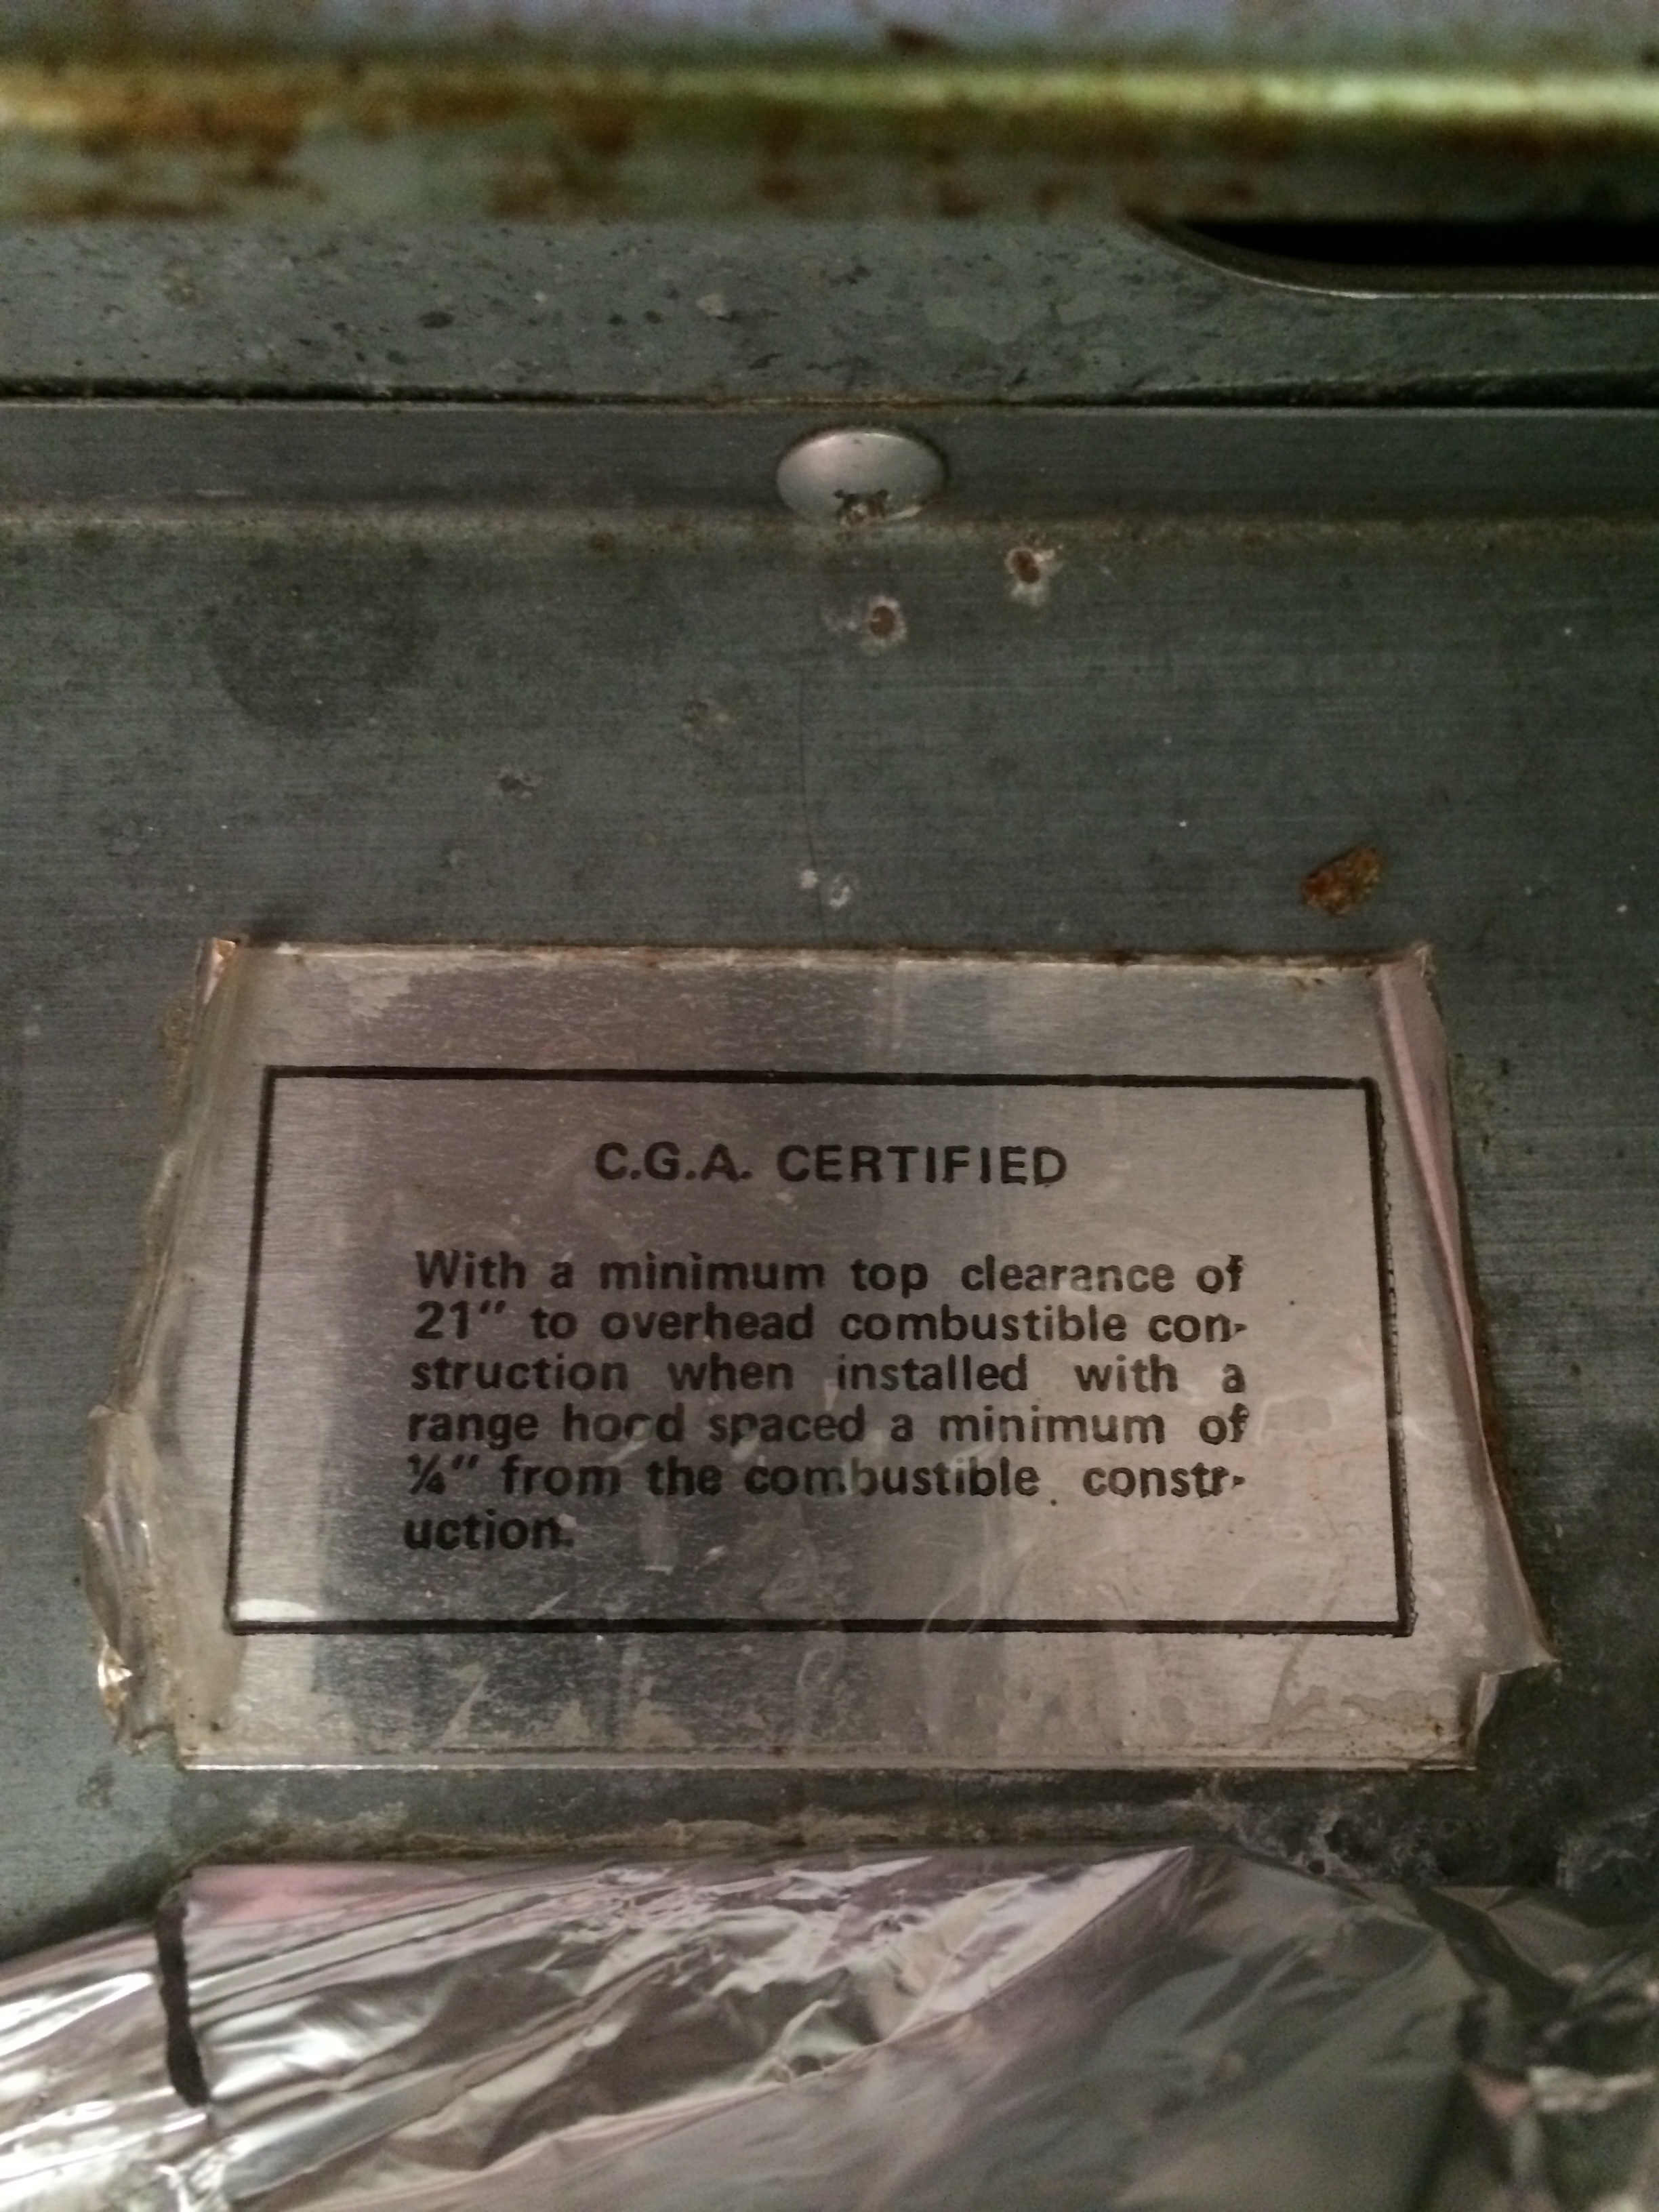 C.G.A. CERTIFIED
With a minimum top clearance of
21" to overhead combustible con-
struction when installed with a
range hood spaced a minimum of
¼" from the combustible constr-
uction.